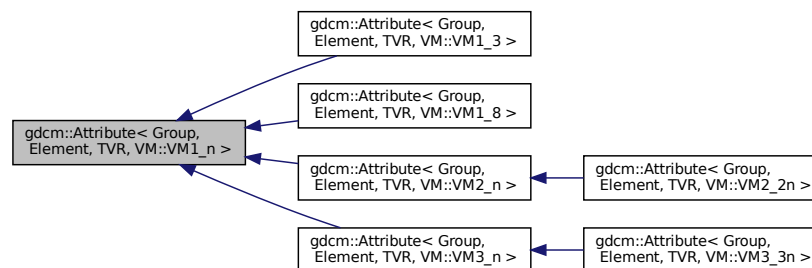 gdcm::Attribute< Group,
Element, TVR, VM::VM1_3 >
gdcm::Attribute< Group,
Element, TVR, VM::VM1_8 >
gdcm::Attribute< Group,
Element, TVR, VM::VM1_n >
gdcm::Attribute< Group,
Element, TVR, VM::VM2_n >
gdcm::Attribute< Group,
Element, TVR, VM::VM2_2n >
gdcm::Attribute< Group,
Element, TVR, VM::VM3_n >
gdcm::Attribute< Group,
Element, TVR, VM::VM3_3n >